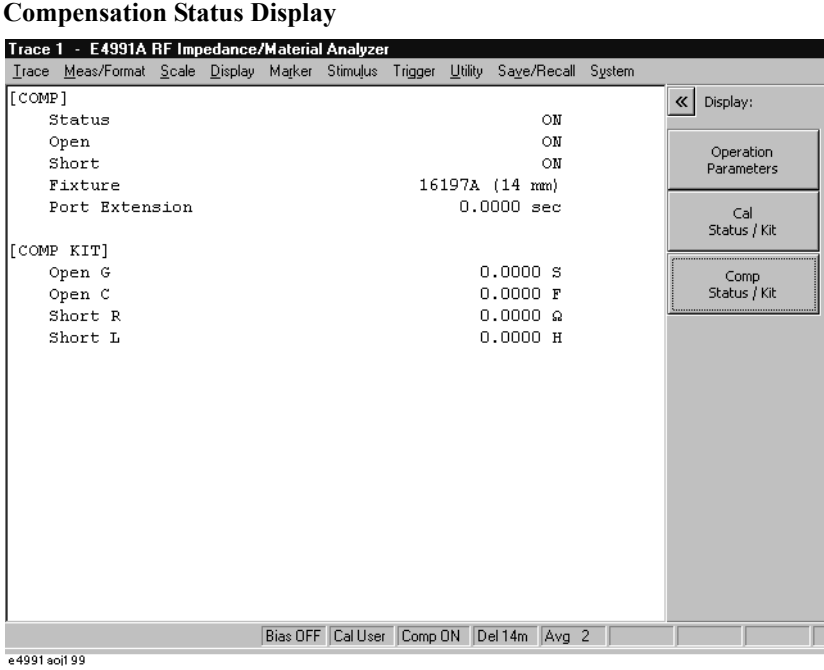 Compensation Status Display
Trace 1 - E4991A RF Impedance/Material Analyzer
Trace Meas/Format Scale Display Marker Stimulus Trigger Utility Save/Recall System
[COMP]
Status ON
Open ON
Short ON
Fixture 16197A (14 mm)
Port Extension 0.0000 sec
[COMP KIT]
Open G 0.0000 S
Open C 0.0000 F
Short R 0.0000 Ω
Short L 0.0000 H
« Display:
Operation
Parameters
Cal
Status / Kit
Comp
Status / Kit
Bias OFF Cal User Comp ON Del 14m Avg 2
e4991aoj199